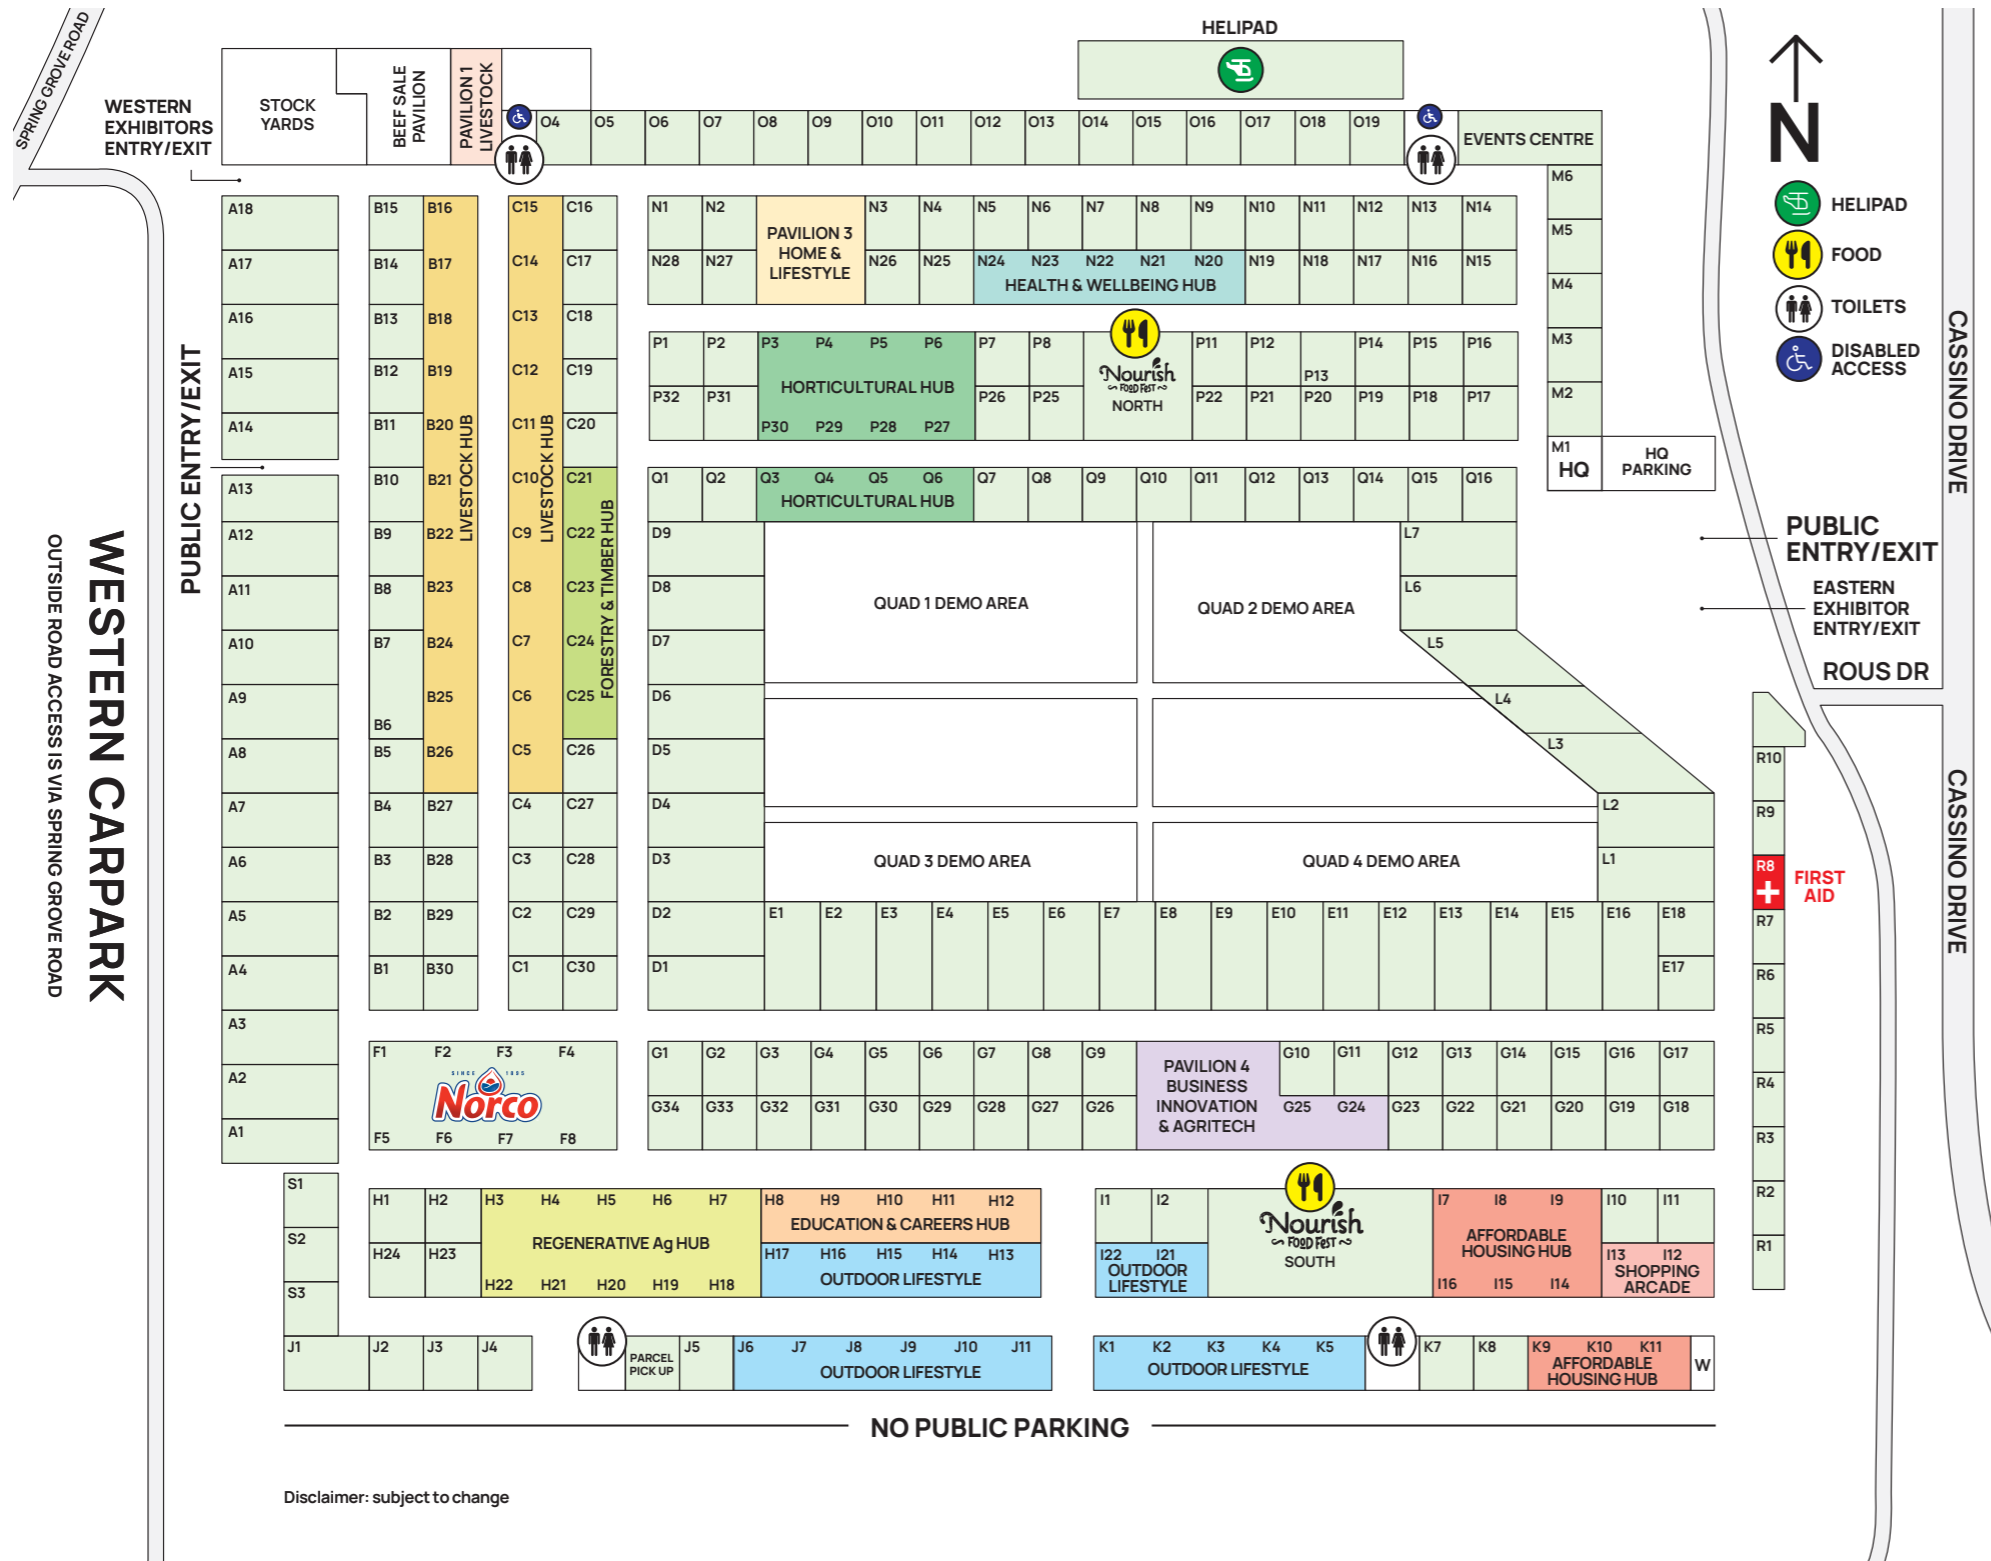 SPRING GROVE ROAD
WESTERN
EXHIBITORS
ENTRY/EXIT
STOCK
YARDS
BEEF SALE
PAVILION
PAVILION 1
LIVESTOCK
HELIPAD
O4 O5 O6 O7 O8 O9 O10 O11 O12 O13 O14 O15 O16 O17 O18 O19
EVENTS CENTRE
N
HELIPAD
FOOD
TOILETS
DISABLED
ACCESS
M6
M5
M4
M3
M2
M1
HQ
HQ
PARKING
CASSINO DRIVE
CASSINO DRIVE
PUBLIC
ENTRY/EXIT
EASTERN
EXHIBITOR
ENTRY/EXIT
ROUS DR
PUBLIC ENTRY/EXIT
WESTERN CARPARK
OUTSIDE ROAD ACCESS IS VIA SPRING GROVE ROAD
A18
A17
A16
A15
A14
A13
A12
A11
A10
A9
A8
A7
A6
A5
A4
A3
A2
A1
B15 B16
B14 B17
B13 B18
B12 B19
B11 B20
B10 B21
B9 B22
B8 B23
B7 B24
B25
B6
B5 B26
B4 B27
B3 B28
B2 B29
B1 B30
LIVESTOCK HUB
C15 C16
C14 C17
C13 C18
C12 C19
C11 C20
C10 C21
C9 C22
C8 C23
C7 C24
C6 C25
C5 C26
C4 C27
C3 C28
C2 C29
C1 C30
LIVESTOCK HUB
FORESTRY & TIMBER HUB
N1 N2
PAVILION 3
HOME &
LIFESTYLE
N3 N4 N5 N6 N7 N8 N9 N10 N11 N12 N13 N14
N28 N27 N26 N25 N24 N23 N22 N21 N20 N19 N18 N17 N16 N15
HEALTH & WELLBEING HUB
P1 P2 P3 P4 P5 P6 P7 P8 P11 P12 P13 P14 P15 P16
HORTICULTURAL HUB
Nourish
FOOD FEST
NORTH
P32 P31 P30 P29 P28 P27 P26 P25 P22 P21 P20 P19 P18 P17
Q1 Q2 Q3 Q4 Q5 Q6 Q7 Q8 Q9 Q10 Q11 Q12 Q13 Q14 Q15 Q16
HORTICULTURAL HUB
D9
D8
D7
D6
D5
D4
D3
D2
D1
QUAD 1 DEMO AREA
QUAD 2 DEMO AREA
QUAD 3 DEMO AREA
QUAD 4 DEMO AREA
L7
L6
L5
L4
L3
L2
L1
E1 E2 E3 E4 E5 E6 E7 E8 E9 E10 E11 E12 E13 E14 E15 E16 E18
E17
R10
R9
R8
FIRST
AID
R7
R6
R5
R4
R3
R2
R1
F1 F2 F3 F4
SINCE 1895
Norco
F5 F6 F7 F8
G1 G2 G3 G4 G5 G6 G7 G8 G9
PAVILION 4
BUSINESS
INNOVATION
& AGRITECH
G10 G11 G12 G13 G14 G15 G16 G17
G34 G33 G32 G31 G30 G29 G28 G27 G26 G25 G24 G23 G22 G21 G20 G19 G18
S1
S2
S3
H1 H2 H3 H4 H5 H6 H7 H8 H9 H10 H11 H12
REGENERATIVE Ag HUB
EDUCATION & CAREERS HUB
H24 H23 H22 H21 H20 H19 H18 H17 H16 H15 H14 H13
OUTDOOR LIFESTYLE
I1 I2
Nourish
FOOD FEST
SOUTH
I7 I8 I9 I10 I11
AFFORDABLE
HOUSING HUB
I22 I21
OUTDOOR
LIFESTYLE
I16 I15 I14
I13 I12
SHOPPING
ARCADE
J1 J2 J3 J4
PARCEL
PICK UP
J5 J6 J7 J8 J9 J10 J11
OUTDOOR LIFESTYLE
K1 K2 K3 K4 K5
OUTDOOR LIFESTYLE
K7 K8 K9 K10 K11
AFFORDABLE
HOUSING HUB
W
NO PUBLIC PARKING
Disclaimer: subject to change